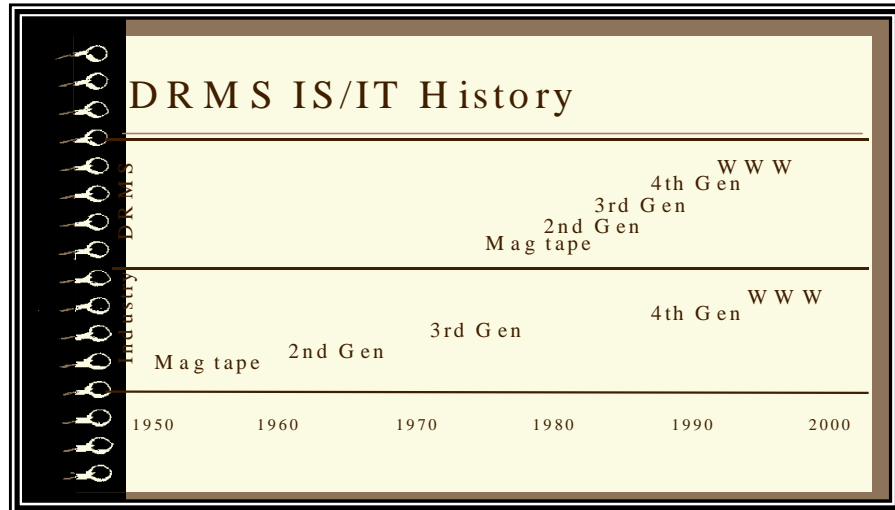 DRMS IS/IT History
DRMS
WWW
4th Gen
3rd Gen
2nd Gen
Mag tape
Industry
WWW
4th Gen
3rd Gen
2nd Gen
Mag tape
1950 1960 1970 1980 1990 2000